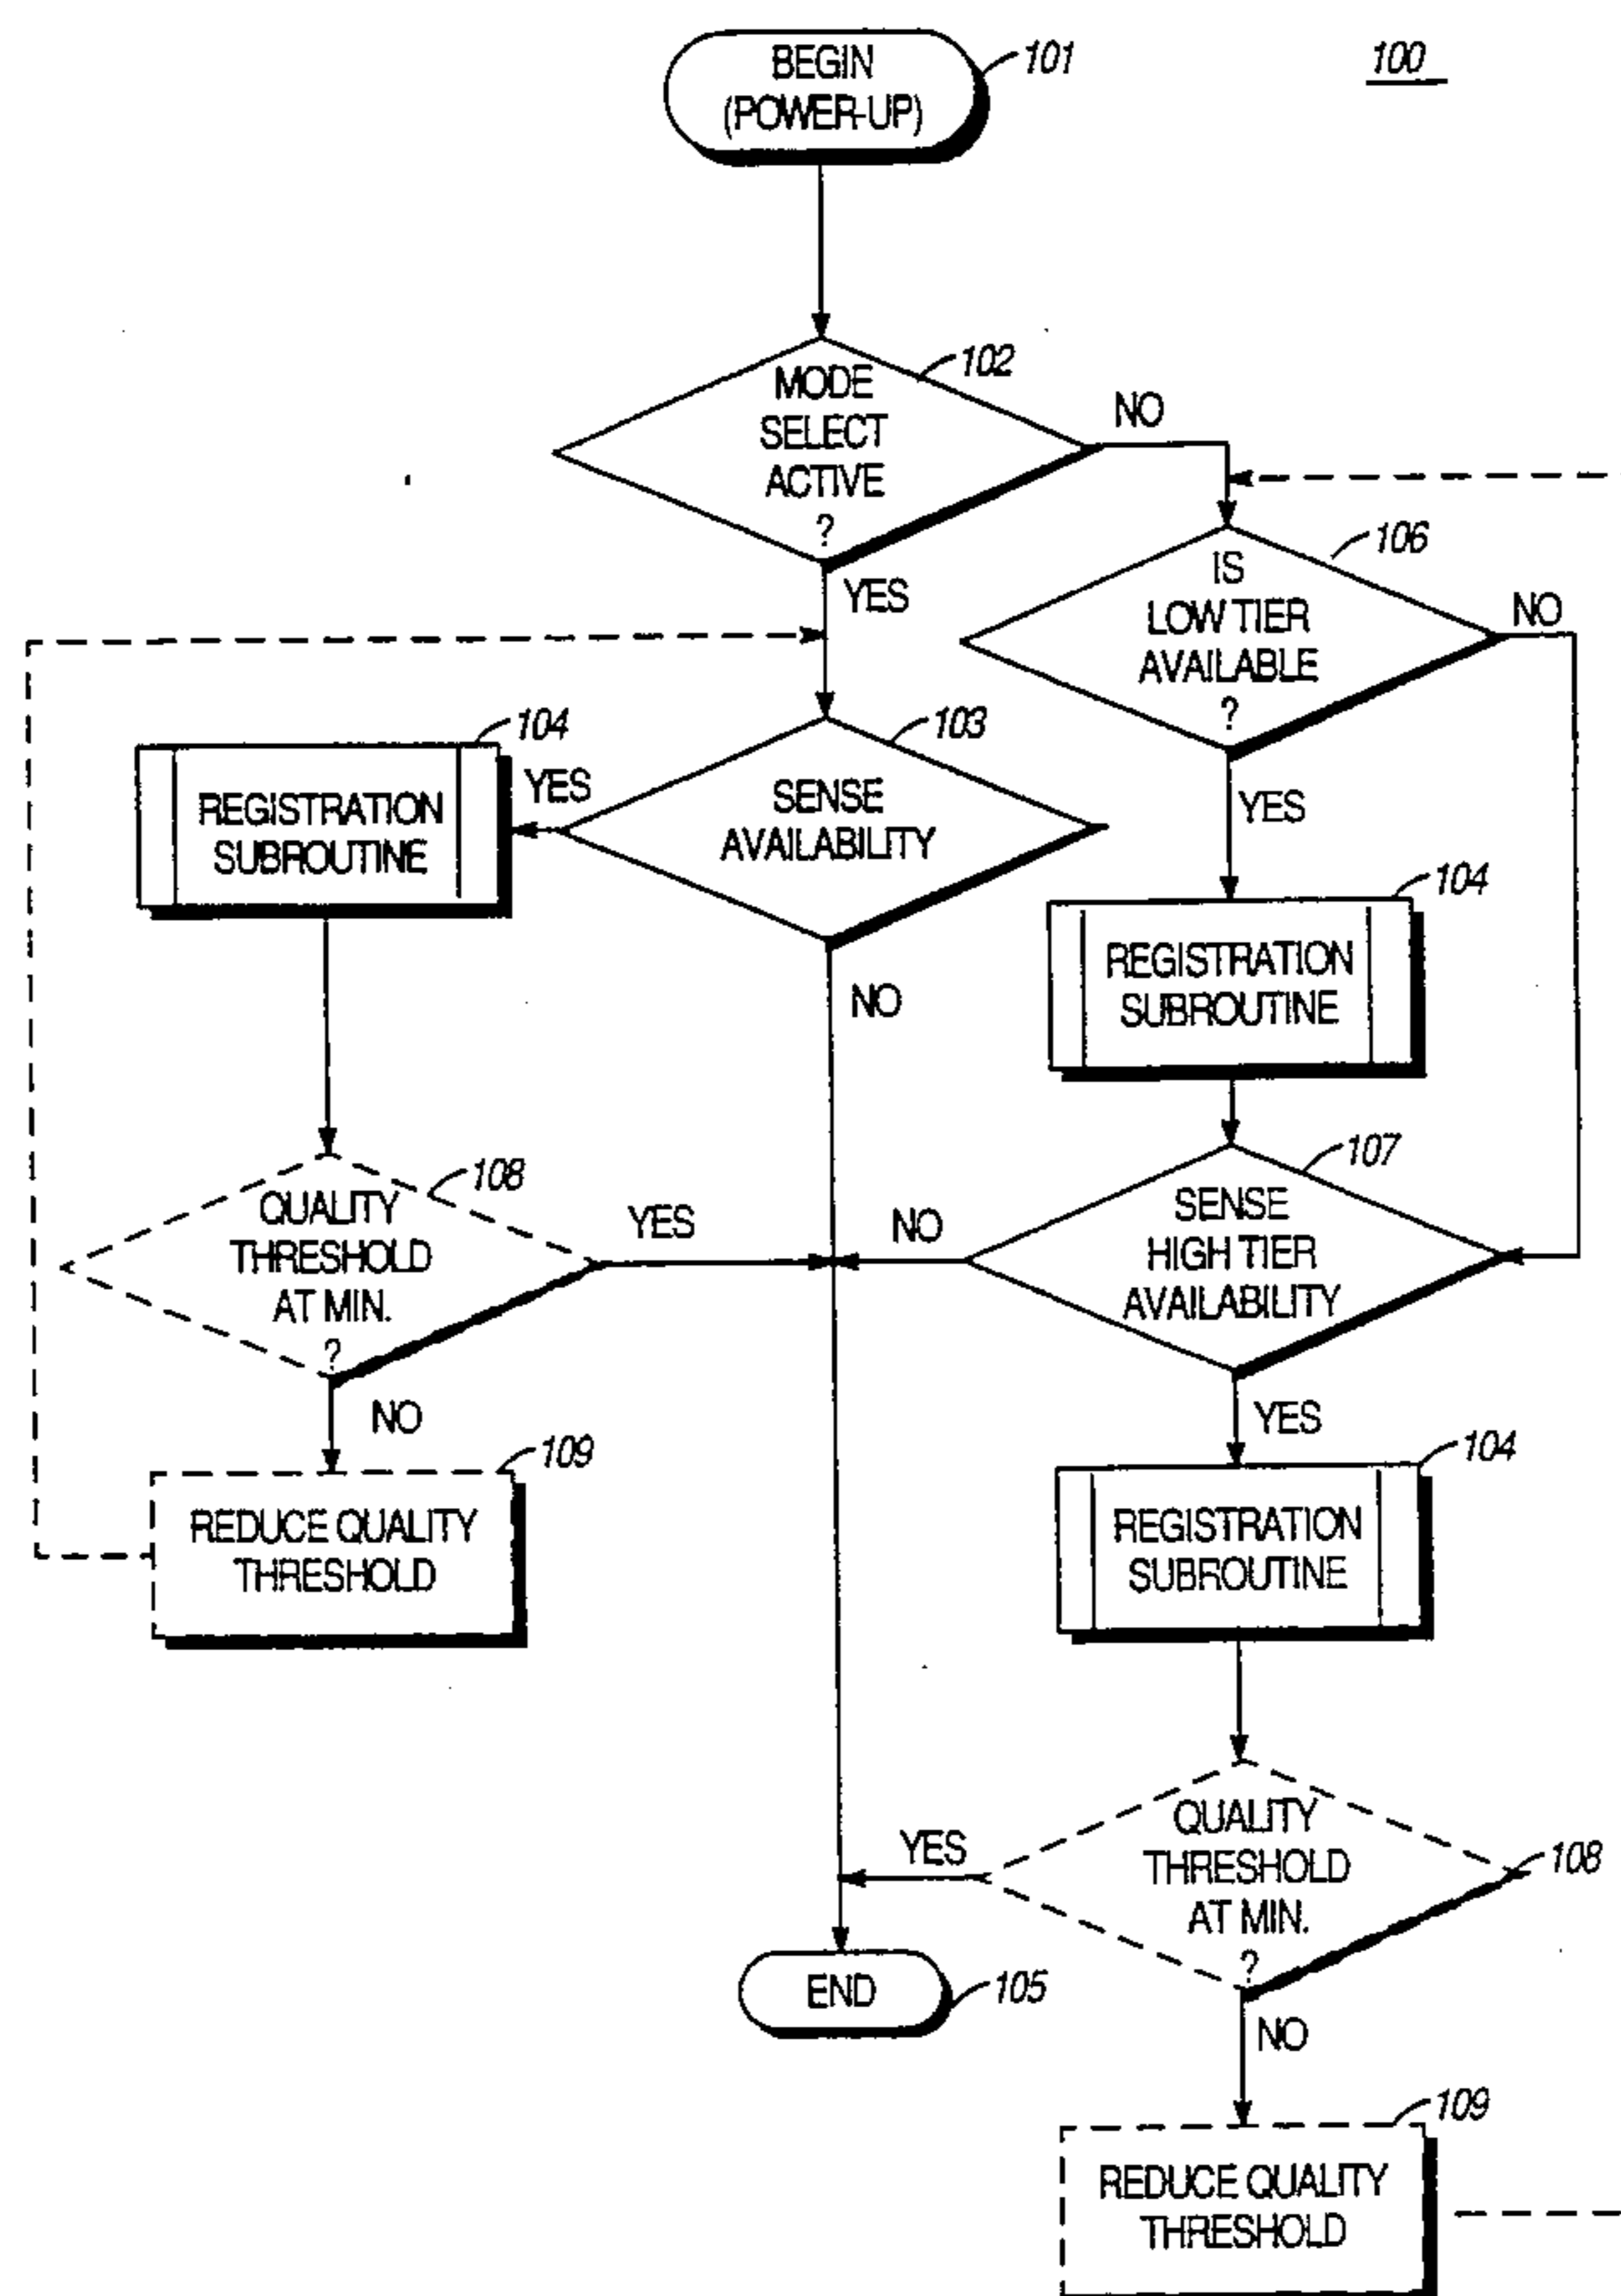 BEGIN
(POWER-UP)
101
100
MODE
SELECT
ACTIVE
?
102
NO
YES
IS
LOW TIER
AVAILABLE
?
106
NO
YES
SENSE
AVAILABILITY
103
YES
NO
REGISTRATION
SUBROUTINE
104
REGISTRATION
SUBROUTINE
104
QUALITY
THRESHOLD
AT MIN.
?
108
YES
NO
SENSE
HIGH TIER
AVAILABILITY
107
NO
YES
REDUCE QUALITY
THRESHOLD
109
REGISTRATION
SUBROUTINE
104
QUALITY
THRESHOLD
AT MIN.
?
108
YES
NO
END
105
REDUCE QUALITY
THRESHOLD
109